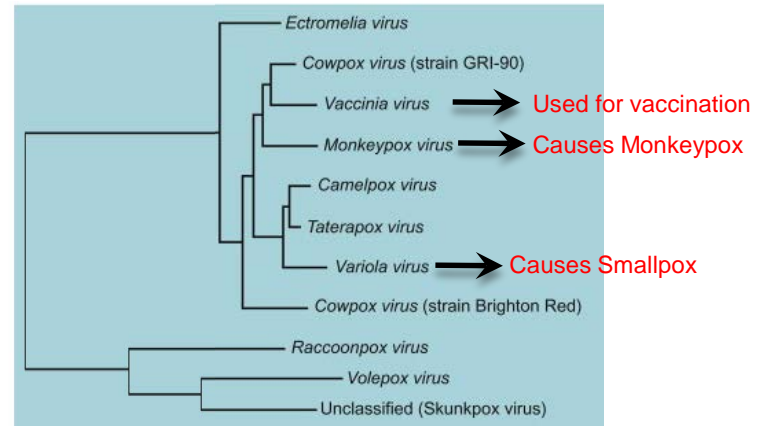 Ectromelia virus
Cowpox virus (strain GRI-90)
Vaccinia virus Used for vaccination
Monkeypox virus Causes Monkeypox
Camelpox virus
Taterapox virus
Variola virus Causes Smallpox
Cowpox virus (strain Brighton Red)
Raccoonpox virus
Volepox virus
Unclassified (Skunkpox virus)